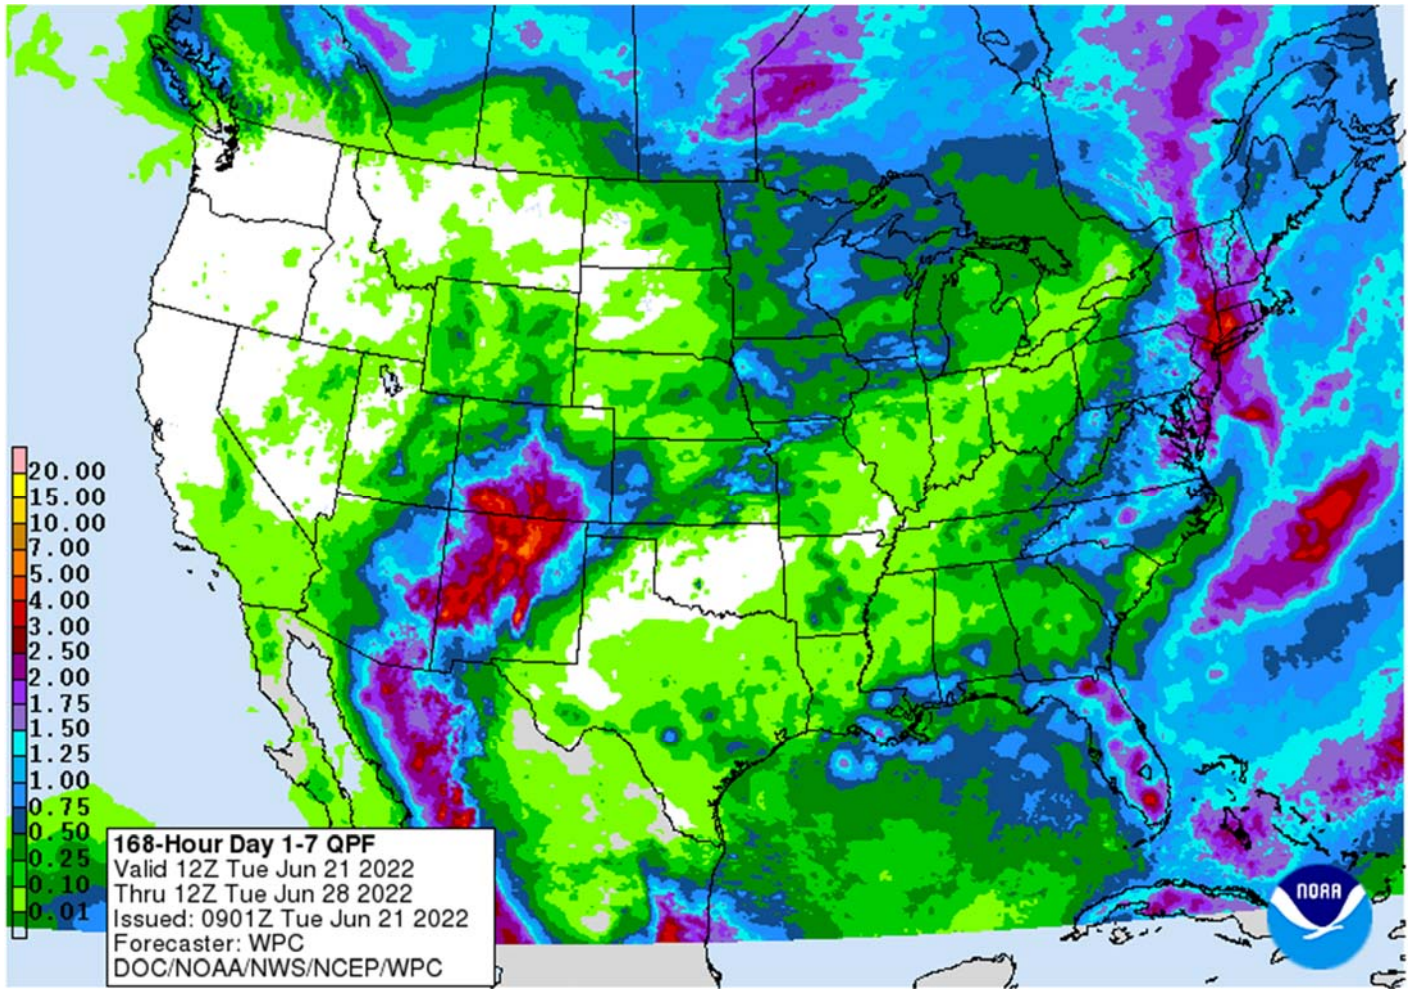 20.00
15.00
10.00
7.00
5.00
4.00
3.00
2.50
2.00
1.75
1.50
1.25
1.00
0.75
0.50
0.25
0.10
0.01
168-Hour Day 1-7 QPF
Valid 12Z Tue Jun 21 2022
Thru 12Z Tue Jun 28 2022
Issued: 0901Z Tue Jun 21 2022
Forecaster: WPC
DOC/NOAA/NWS/NCEP/WPC
NOAA